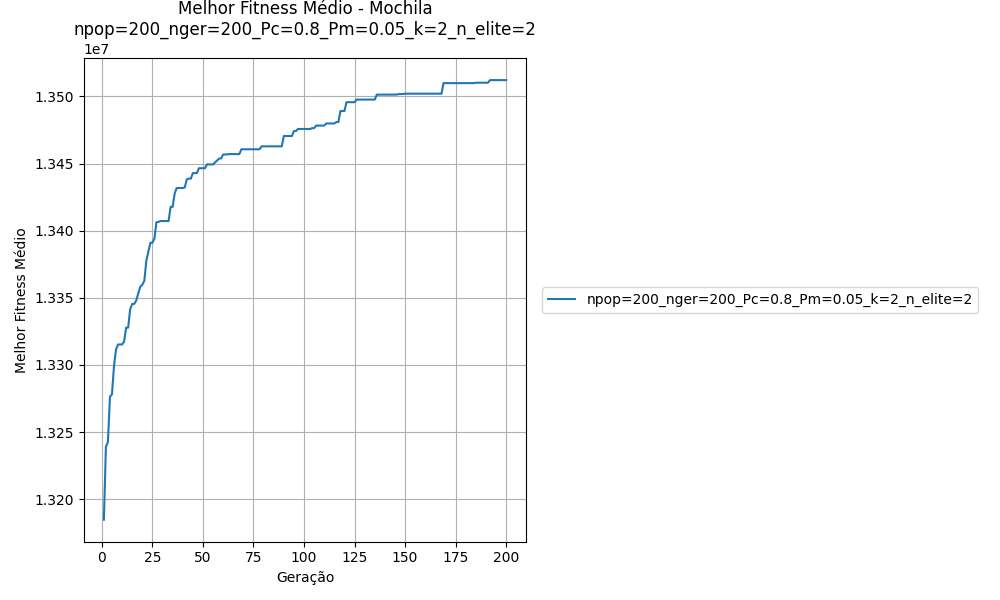 Melhor Fitness Médio - Mochila
npop=200_nger=200_Pc=0.8_Pm=0.05_k=2_n_elite=2
1e7
1.350
1.345
1.340
1.335
1.330
1.325
1.320
Melhor Fitness Médio
0 25 50 75 100 125 150 175 200
Geração
npop=200_nger=200_Pc=0.8_Pm=0.05_k=2_n_elite=2